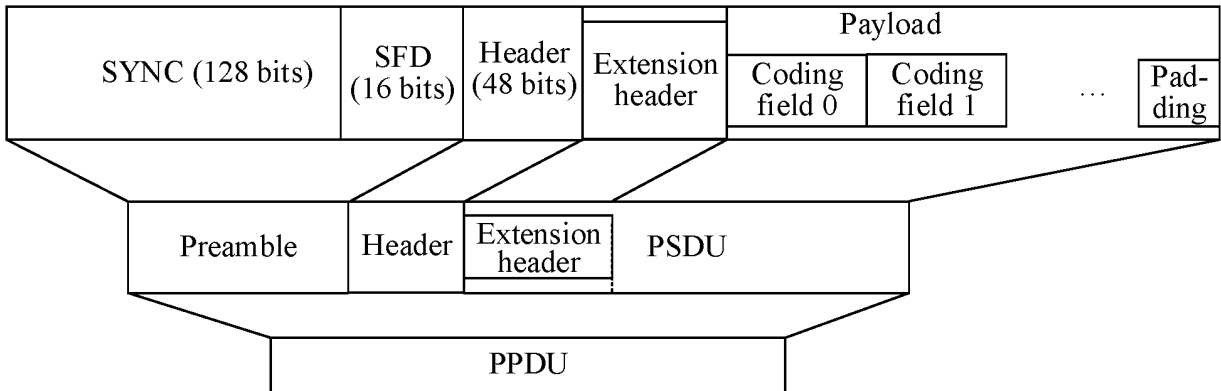 SYNC (128 bits)
SFD
(16 bits)
Header
(48 bits)
Extension
header
Payload
Coding
field 0
Coding
field 1
...
Pad-
ding
Preamble
Header
Extension
header
PSDU
PPDU